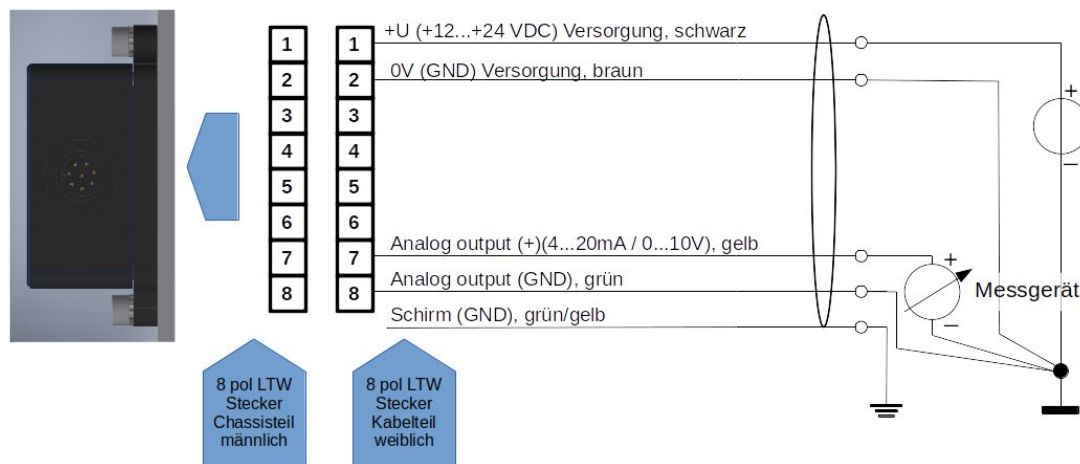 +U (+12...+24 VDC) Versorgung, schwarz
0V (GND) Versorgung, braun
1 1
2 2
3 3
4 4
5 5
6 6
7 7
8 8
+
–
Analog output (+)(4...20mA / 0...10V), gelb
Analog output (GND), grün
Schirm (GND), grün/gelb
+
–
Messgerät
8 pol LTW
Stecker
Chassisteil
männlich
8 pol LTW
Stecker
Kabelteil
weiblich